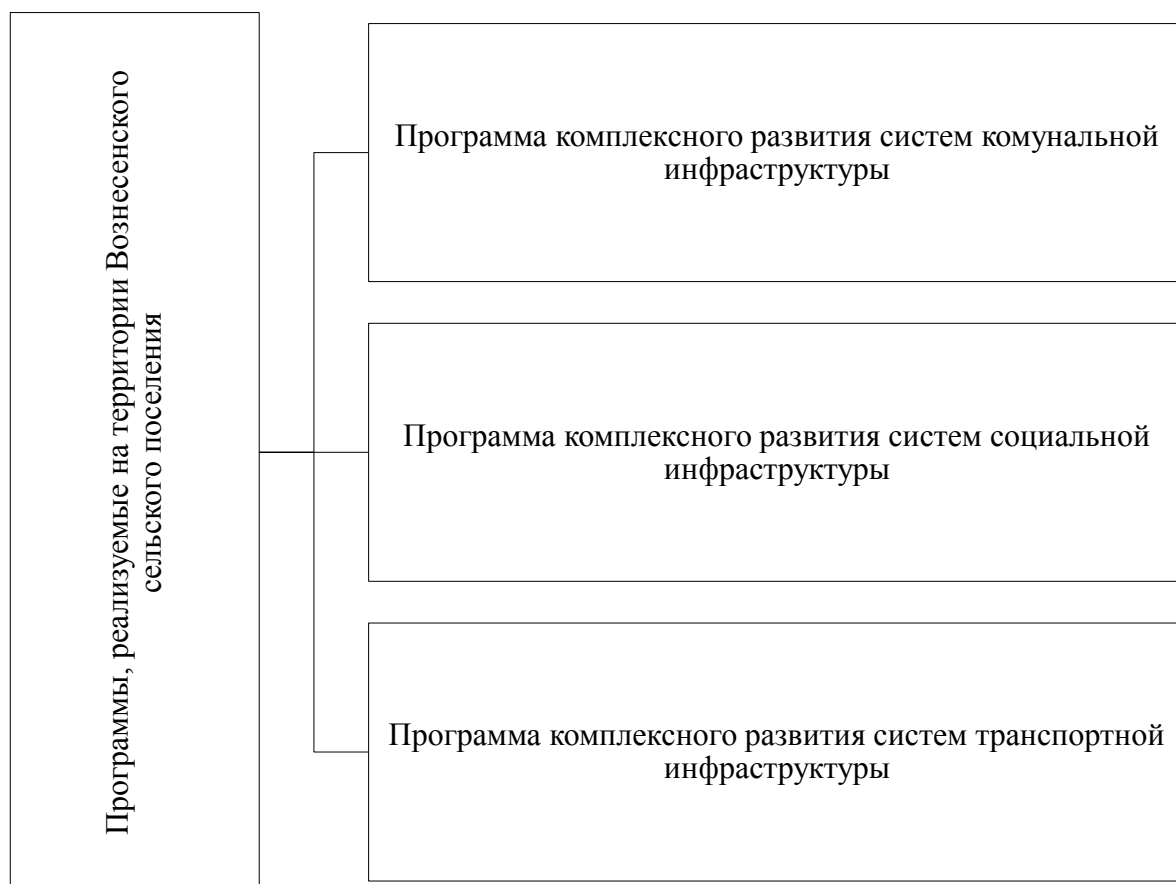 Программы, реализуемые на территории Вознесенского
сельского поселения
Программа комплексного развития систем комунальной
инфраструктуры
Программа комплексного развития систем социальной
инфраструктуры
Программа комплексного развития систем транспортной
инфраструктуры